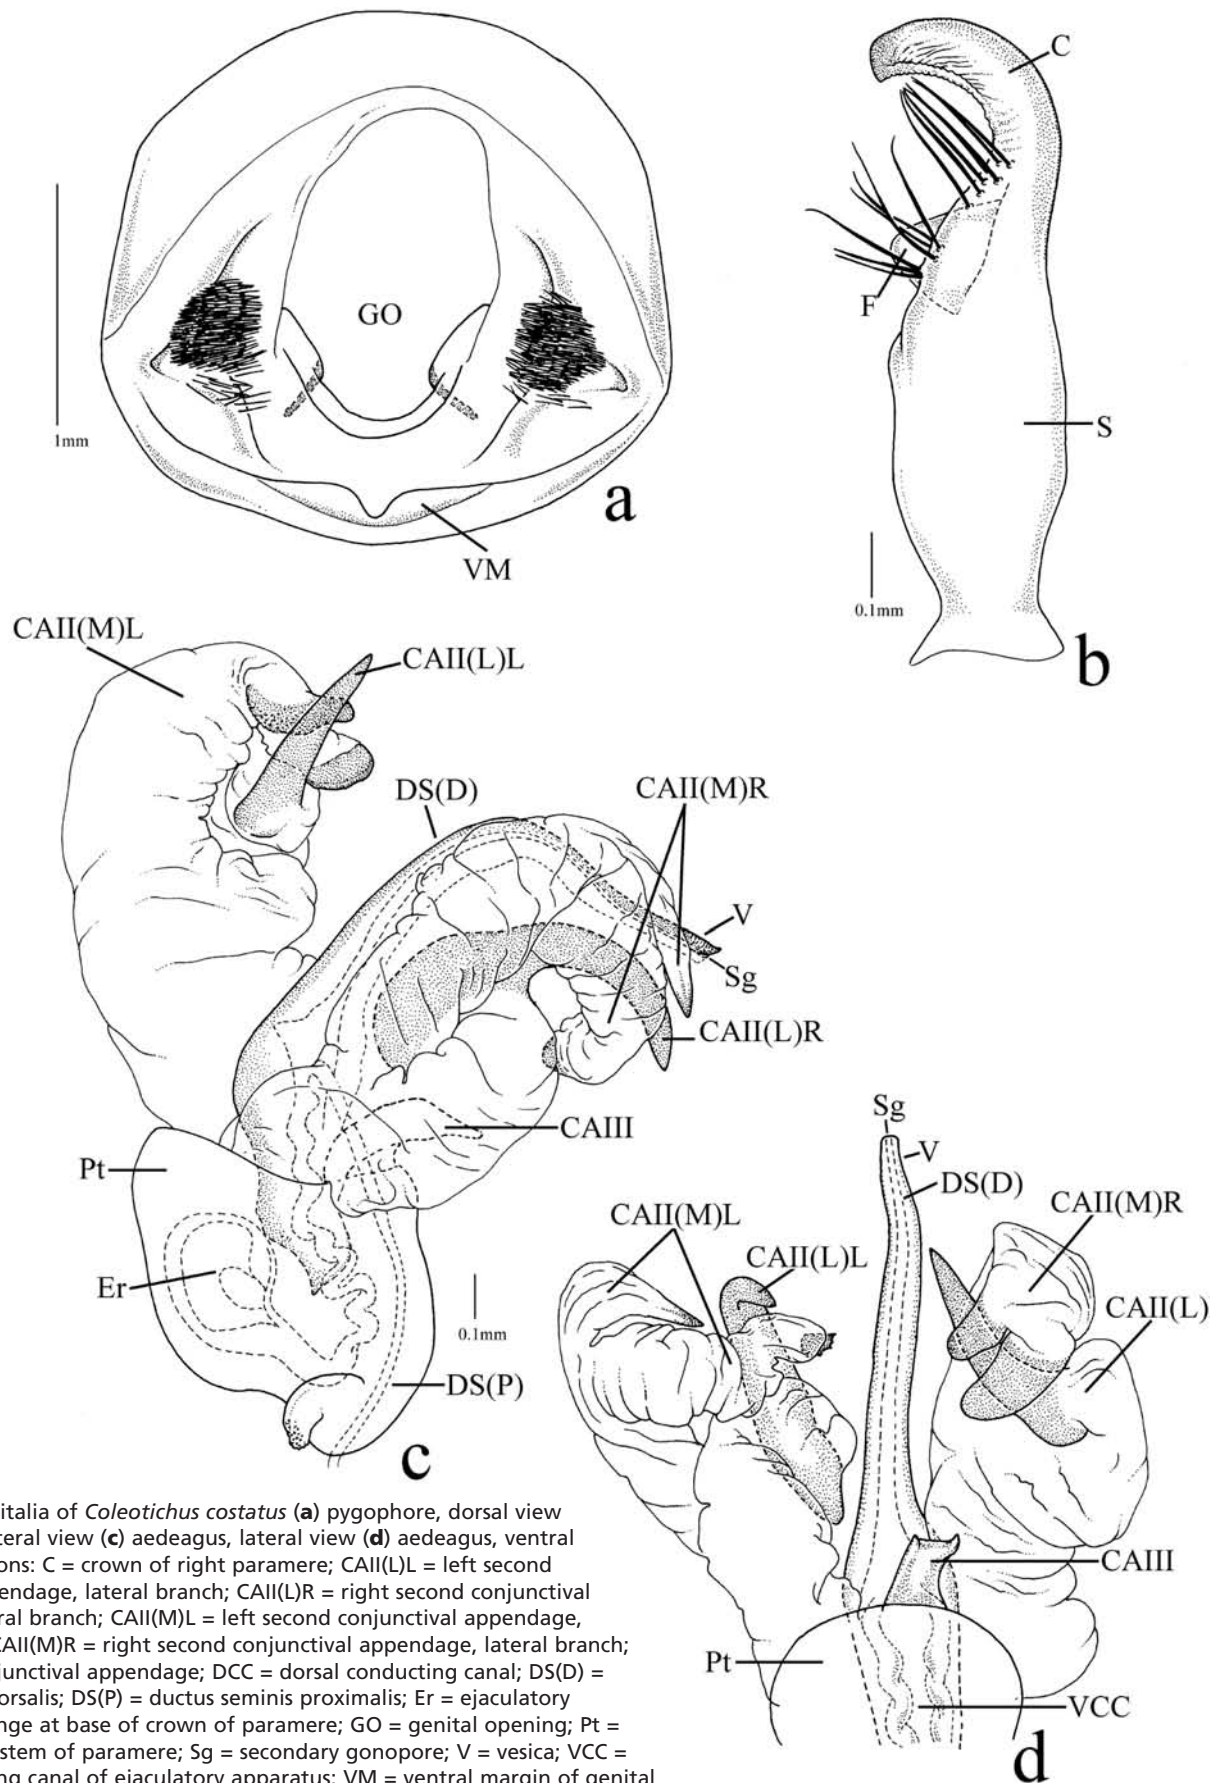 C
GO
F
S
1mm
a
VM
0.1mm
b
CAII(M)L
CAII(L)L
DS(D)
CAII(M)R
V
Sg
CAII(L)R
CAIII
Pt
Er
0.1mm
DS(P)
c
Sg
V
DS(D)
CAII(M)R
CAII(M)L
CAII(L)L
CAII(L)
CAIII
Pt
VCC
d
italia of Coleotichus costatus (a) pygophore, dorsal view
teral view (c) aedeagus, lateral view (d) aedeagus, ventral
ons: C = crown of right paramere; CAII(L)L = left second
endage, lateral branch; CAII(L)R = right second conjunctival
ral branch; CAII(M)L = left second conjunctival appendage,
CAII(M)R = right second conjunctival appendage, lateral branch;
junctival appendage; DCC = dorsal conducting canal; DS(D) =
orsalis; DS(P) = ductus seminis proximalis; Er = ejaculatory
nge at base of crown of paramere; GO = genital opening; Pt =
stem of paramere; Sg = secondary gonopore; V = vesica; VCC =
ng canal of ejaculatory apparatus; VM = ventral margin of genital